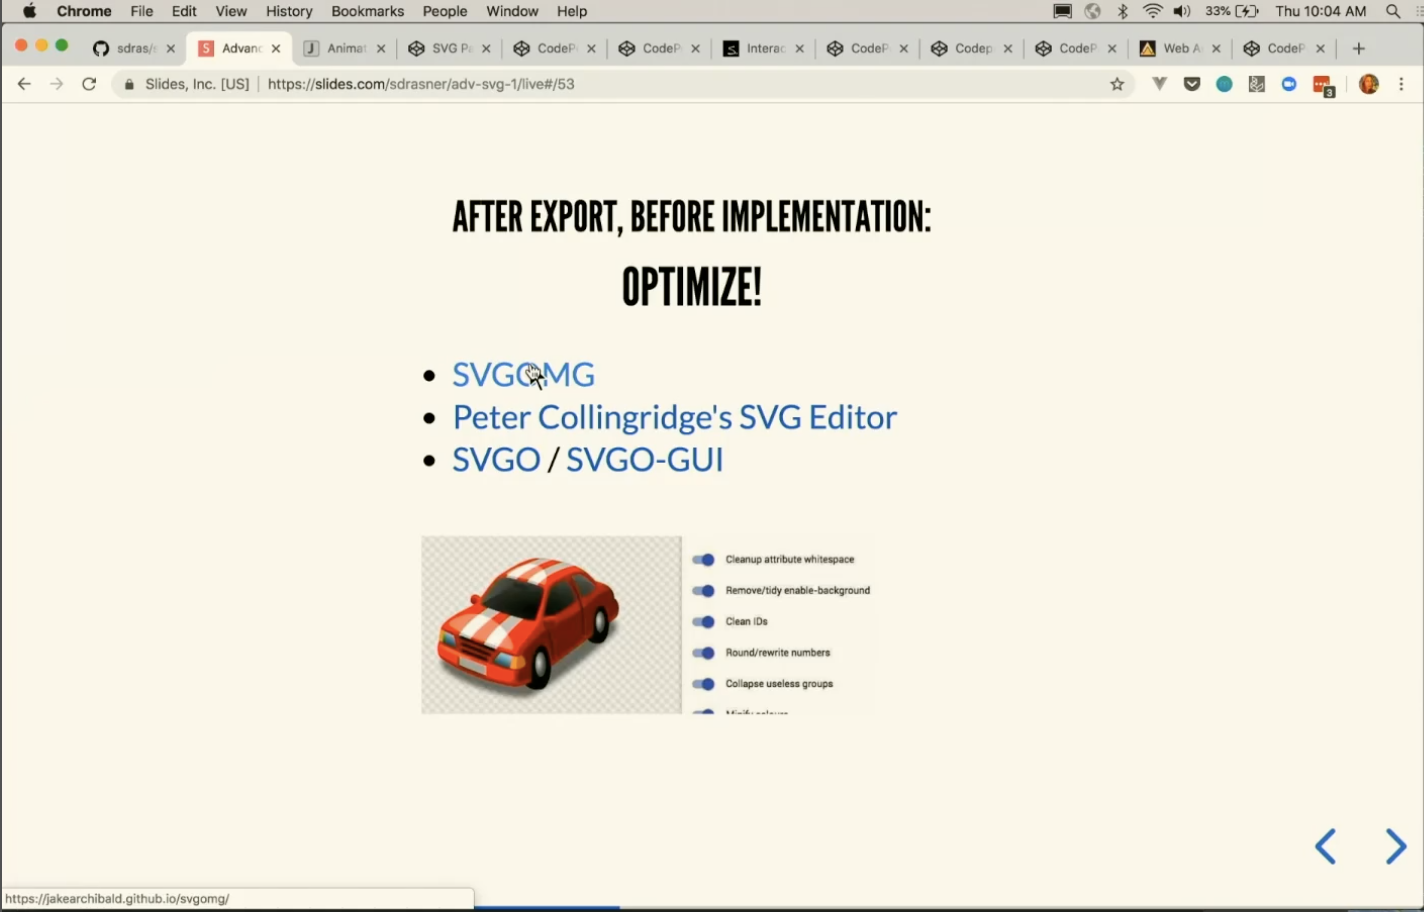 Chrome File Edit View History Bookmarks People Window Help 33% Thu 10:04 AM
sdras/s Advanc Animat SVG Pa CodeP CodeP Interac CodeP Codep CodeP Web A CodeP
Slides, Inc. [US] https://slides.com/sdrasner/adv-svg-1/live#/53 3
AFTER EXPORT, BEFORE IMPLEMENTATION:
OPTIMIZE!
SVGOMG
Peter Collingridge's SVG Editor
SVGO / SVGO-GUI
Cleanup attribute whitespace
Remove/tidy enable-background
Clean IDs
Round/rewrite numbers
Collapse useless groups
https://jakearchibald.github.io/svgomg/